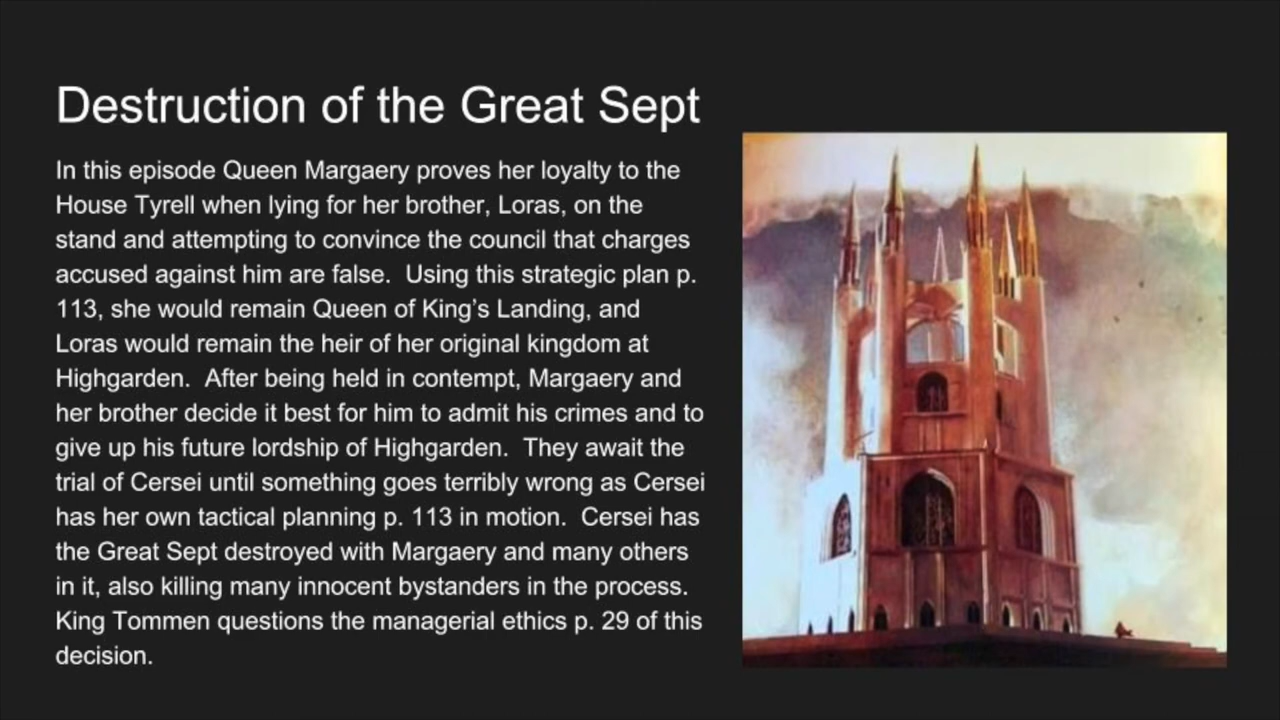 Destruction of the Great Sept
In this episode Queen Margaery proves her loyalty to the
House Tyrell when lying for her brother, Loras, on the
stand and attempting to convince the council that charges
accused against him are false.  Using this strategic plan p.
113, she would remain Queen of King’s Landing, and
Loras would remain the heir of her original kingdom at
Highgarden.  After being held in contempt, Margaery and
her brother decide it best for him to admit his crimes and to
give up his future lordship of Highgarden.  They await the
trial of Cersei until something goes terribly wrong as Cersei
has her own tactical planning p. 113 in motion.  Cersei has
the Great Sept destroyed with Margaery and many others
in it, also killing many innocent bystanders in the process.
King Tommen questions the managerial ethics p. 29 of this
decision.